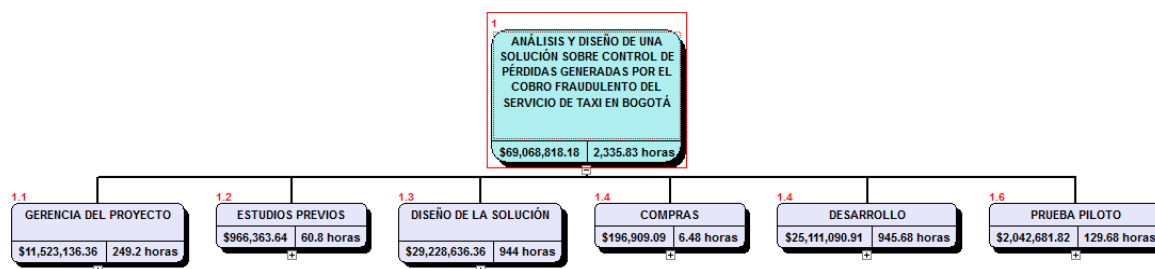 1
ANÁLISIS Y DISEÑO DE UNA
SOLUCIÓN SOBRE CONTROL DE
PÉRDIDAS GENERADAS POR EL
COBRO FRAUDULENTO DEL
SERVICIO DE TAXI EN BOGOTÁ
$69,068,818.18 2,335.83 horas
1.1
GERENCIA DEL PROYECTO
$11,523,136.36 249.2 horas
1.2
ESTUDIOS PREVIOS
$966,363.64 60.8 horas
1.3
DISEÑO DE LA SOLUCIÓN
$29,228,636.36 944 horas
1.4
COMPRAS
$196,909.09 6.48 horas
1.4
DESARROLLO
$25,111,090.91 945.68 horas
1.6
PRUEBA PILOTO
$2,042,681.82 129.68 horas